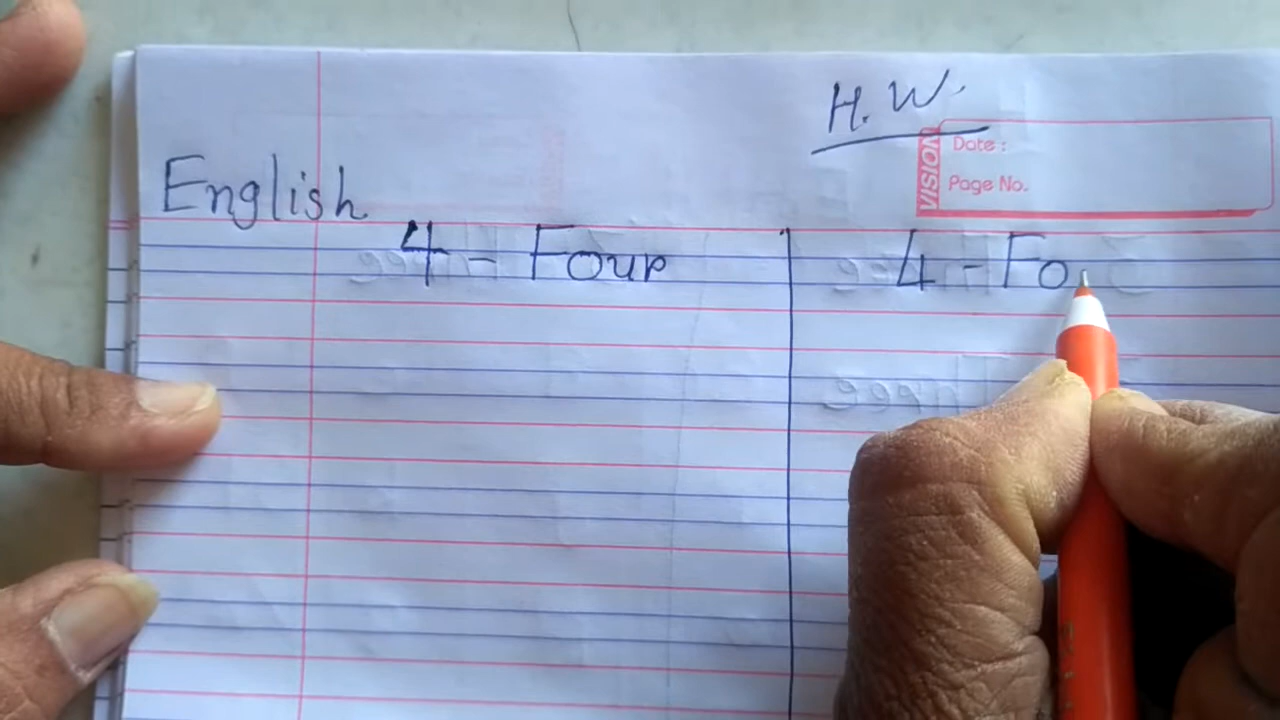 H.W.
VISION
Date :
Page No.
English
4 - Four
4 - Fo